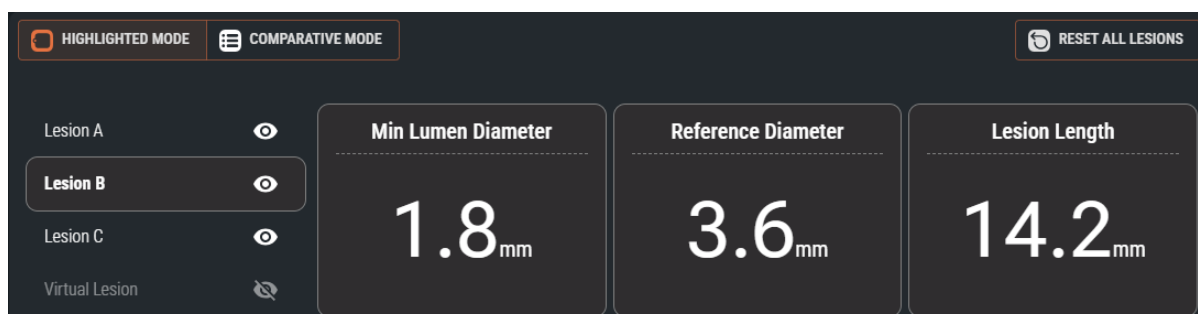 HIGHLIGHTED MODE
COMPARATIVE MODE
RESET ALL LESIONS
Lesion A
Lesion B
Lesion C
Virtual Lesion
Min Lumen Diameter
1.8mm
Reference Diameter
3.6mm
Lesion Length
14.2mm